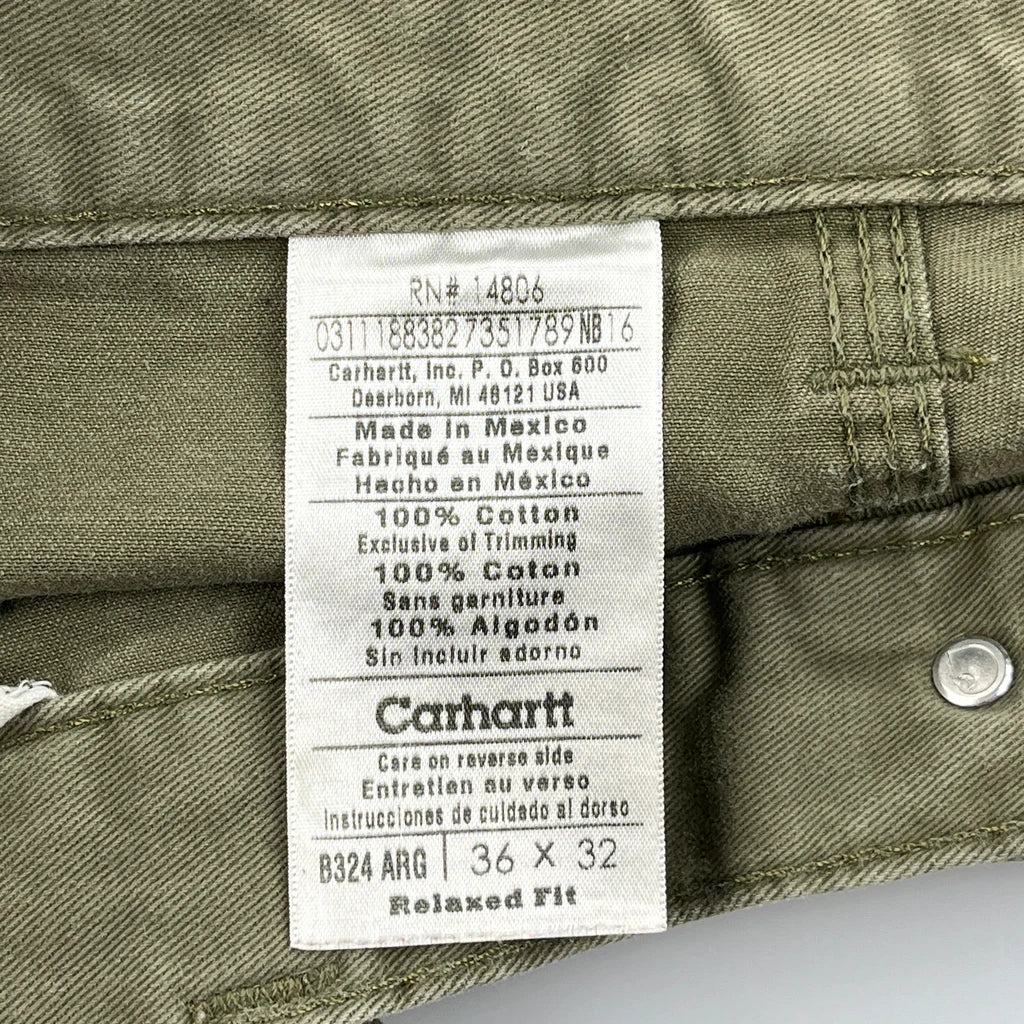 RN# 14806
0311188382735​1789NB16
Carhartt, Inc. P. O. Box 600
Dearborn, MI 48121 USA
Made in Mexico
Fabriqué au Mexique
Hecho en México
100% Cotton
Exclusive of Trimming
100% Coton
Sans garniture
100% Algodón
Sin incluir adorno
Carhartt
Care on reverse side
Entretien au verso
Instrucciones de cuidado al dorso
B324 ARG 36 X 32
Relaxed Fit